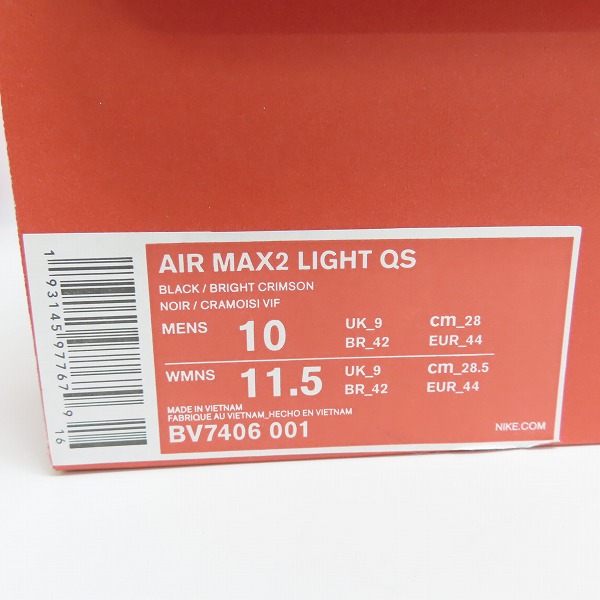 AIR MAX2 LIGHT QS
BLACK / BRIGHT CRIMSON
NOIR / CRAMOISI VIF
MENS 10 UK_9 cm_28
BR_42 EUR_44
WMNS 11.5 UK_9 cm_28.5
BR_42 EUR_44
MADE IN VIETNAM
FABRIQUE AU VIETNAM_HECHO EN VIETNAM
BV7406 001
NIKE.COM
1 93145 97767 9 16